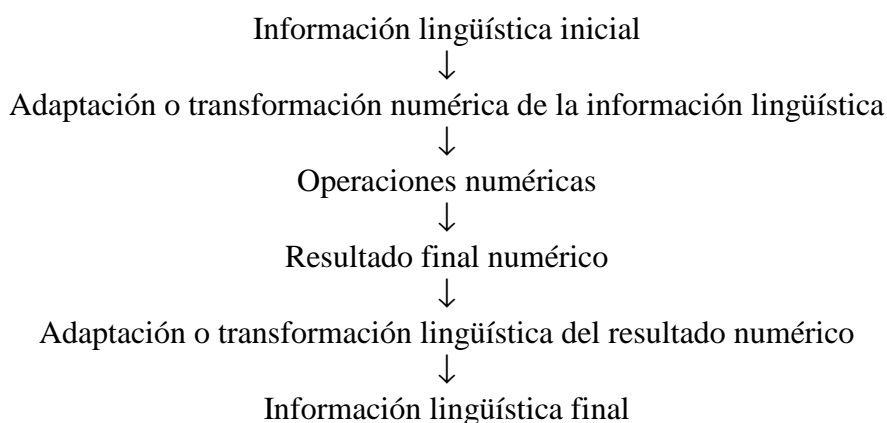 Información lingüística inicial
↓
Adaptación o transformación numérica de la información lingüística
↓
Operaciones numéricas
↓
Resultado final numérico
↓
Adaptación o transformación lingüística del resultado numérico
↓
Información lingüística final